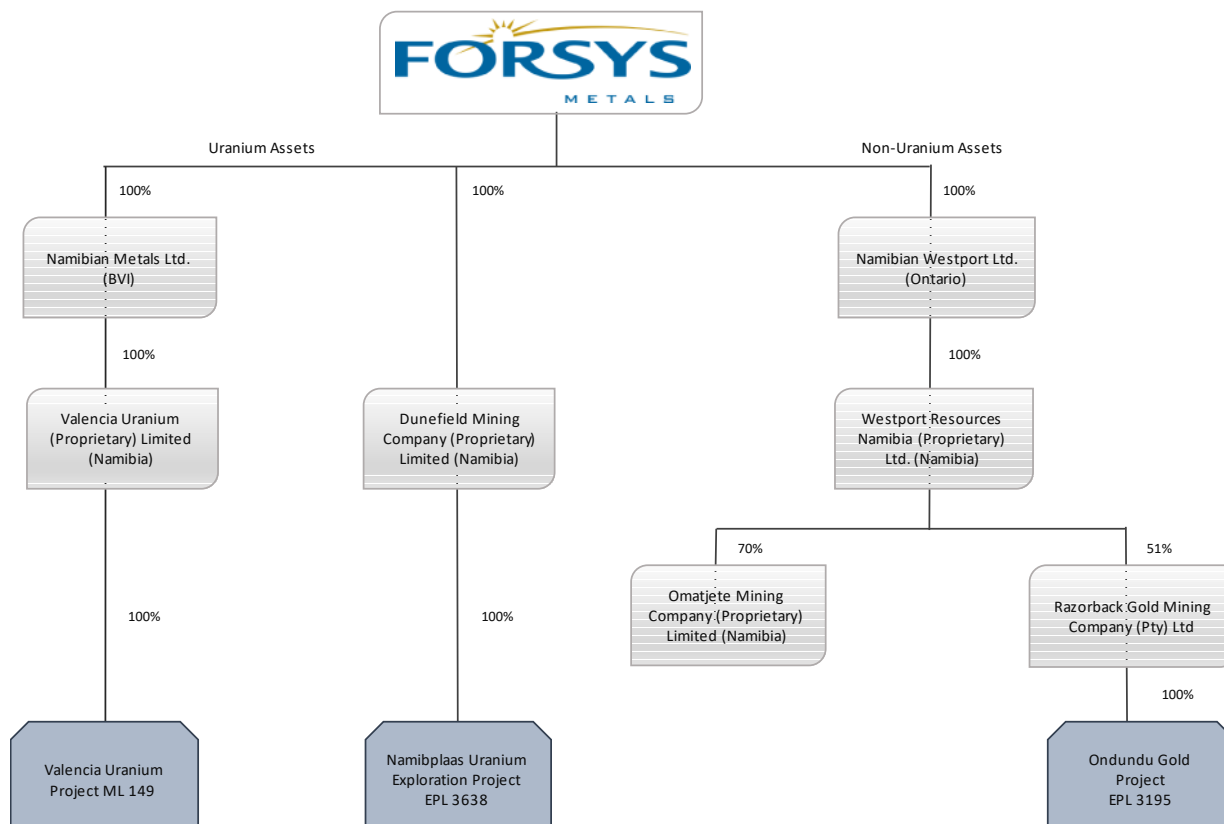 FORSYS
METALS
Uranium Assets
Non-Uranium Assets
100%
100%
100%
Namibian Metals Ltd.
(BVI)
Namibian Westport Ltd.
(Ontario)
100%
100%
Valencia Uranium
(Proprietary) Limited
(Namibia)
Dunefield Mining
Company (Proprietary)
Limited (Namibia)
Westport Resources
Namibia (Proprietary)
Ltd. (Namibia)
70%
51%
Omatjete Mining
Company (Proprietary)
Limited (Namibia)
Razorback Gold Mining
Company (Pty) Ltd
100%
100%
100%
Valencia Uranium
Project ML 149
Namibplaas Uranium
Exploration Project
EPL 3638
Ondundu Gold
Project
EPL 3195